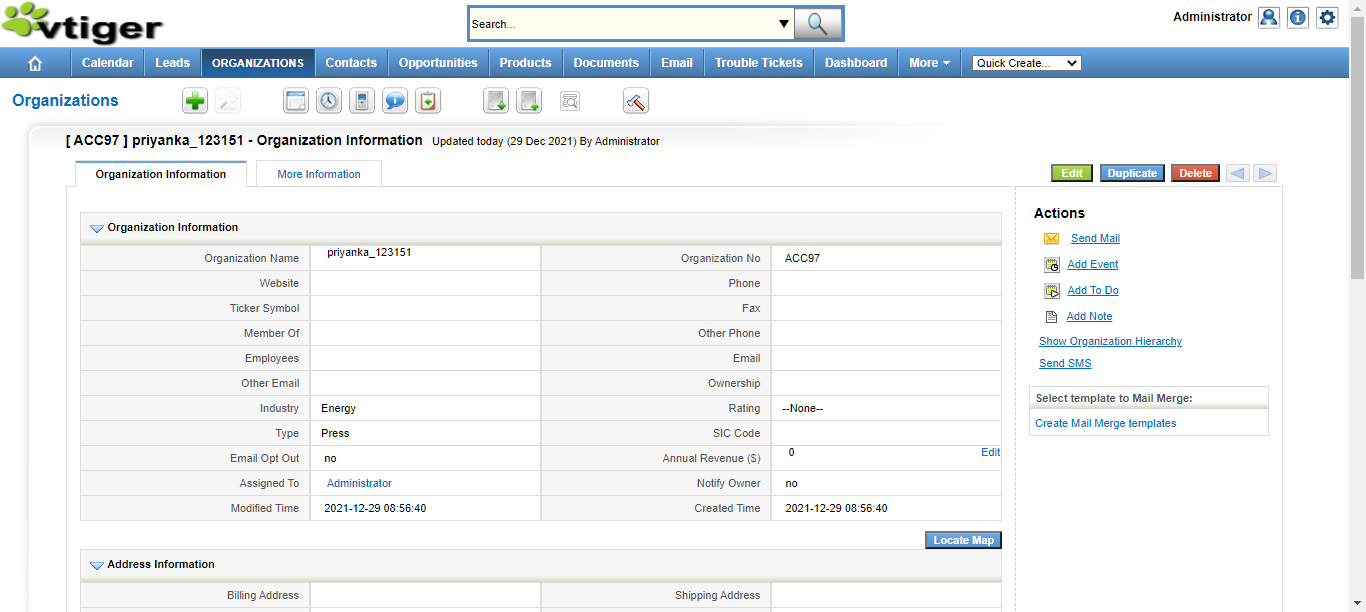 vtiger
Search...
Administrator
Calendar Leads ORGANIZATIONS Contacts Opportunities Products Documents Email Trouble Tickets Dashboard More Quick Create...
Organizations
[ ACC97 ] priyanka_123151 - Organization Information Updated today (29 Dec 2021) By Administrator
Organization Information More Information
Edit Duplicate Delete
Organization Information
Organization Name priyanka_123151 Organization No ACC97
Website Phone
Ticker Symbol Fax
Member Of Other Phone
Employees Email
Other Email Ownership
Industry Energy Rating --None--
Type Press SIC Code
Email Opt Out no Annual Revenue ($) 0 Edit
Assigned To Administrator Notify Owner no
Modified Time 2021-12-29 08:56:40 Created Time 2021-12-29 08:56:40
Locate Map
Address Information
Billing Address Shipping Address
Actions
Send Mail
Add Event
Add To Do
Add Note
Show Organization Hierarchy
Send SMS
Select template to Mail Merge:
Create Mail Merge templates